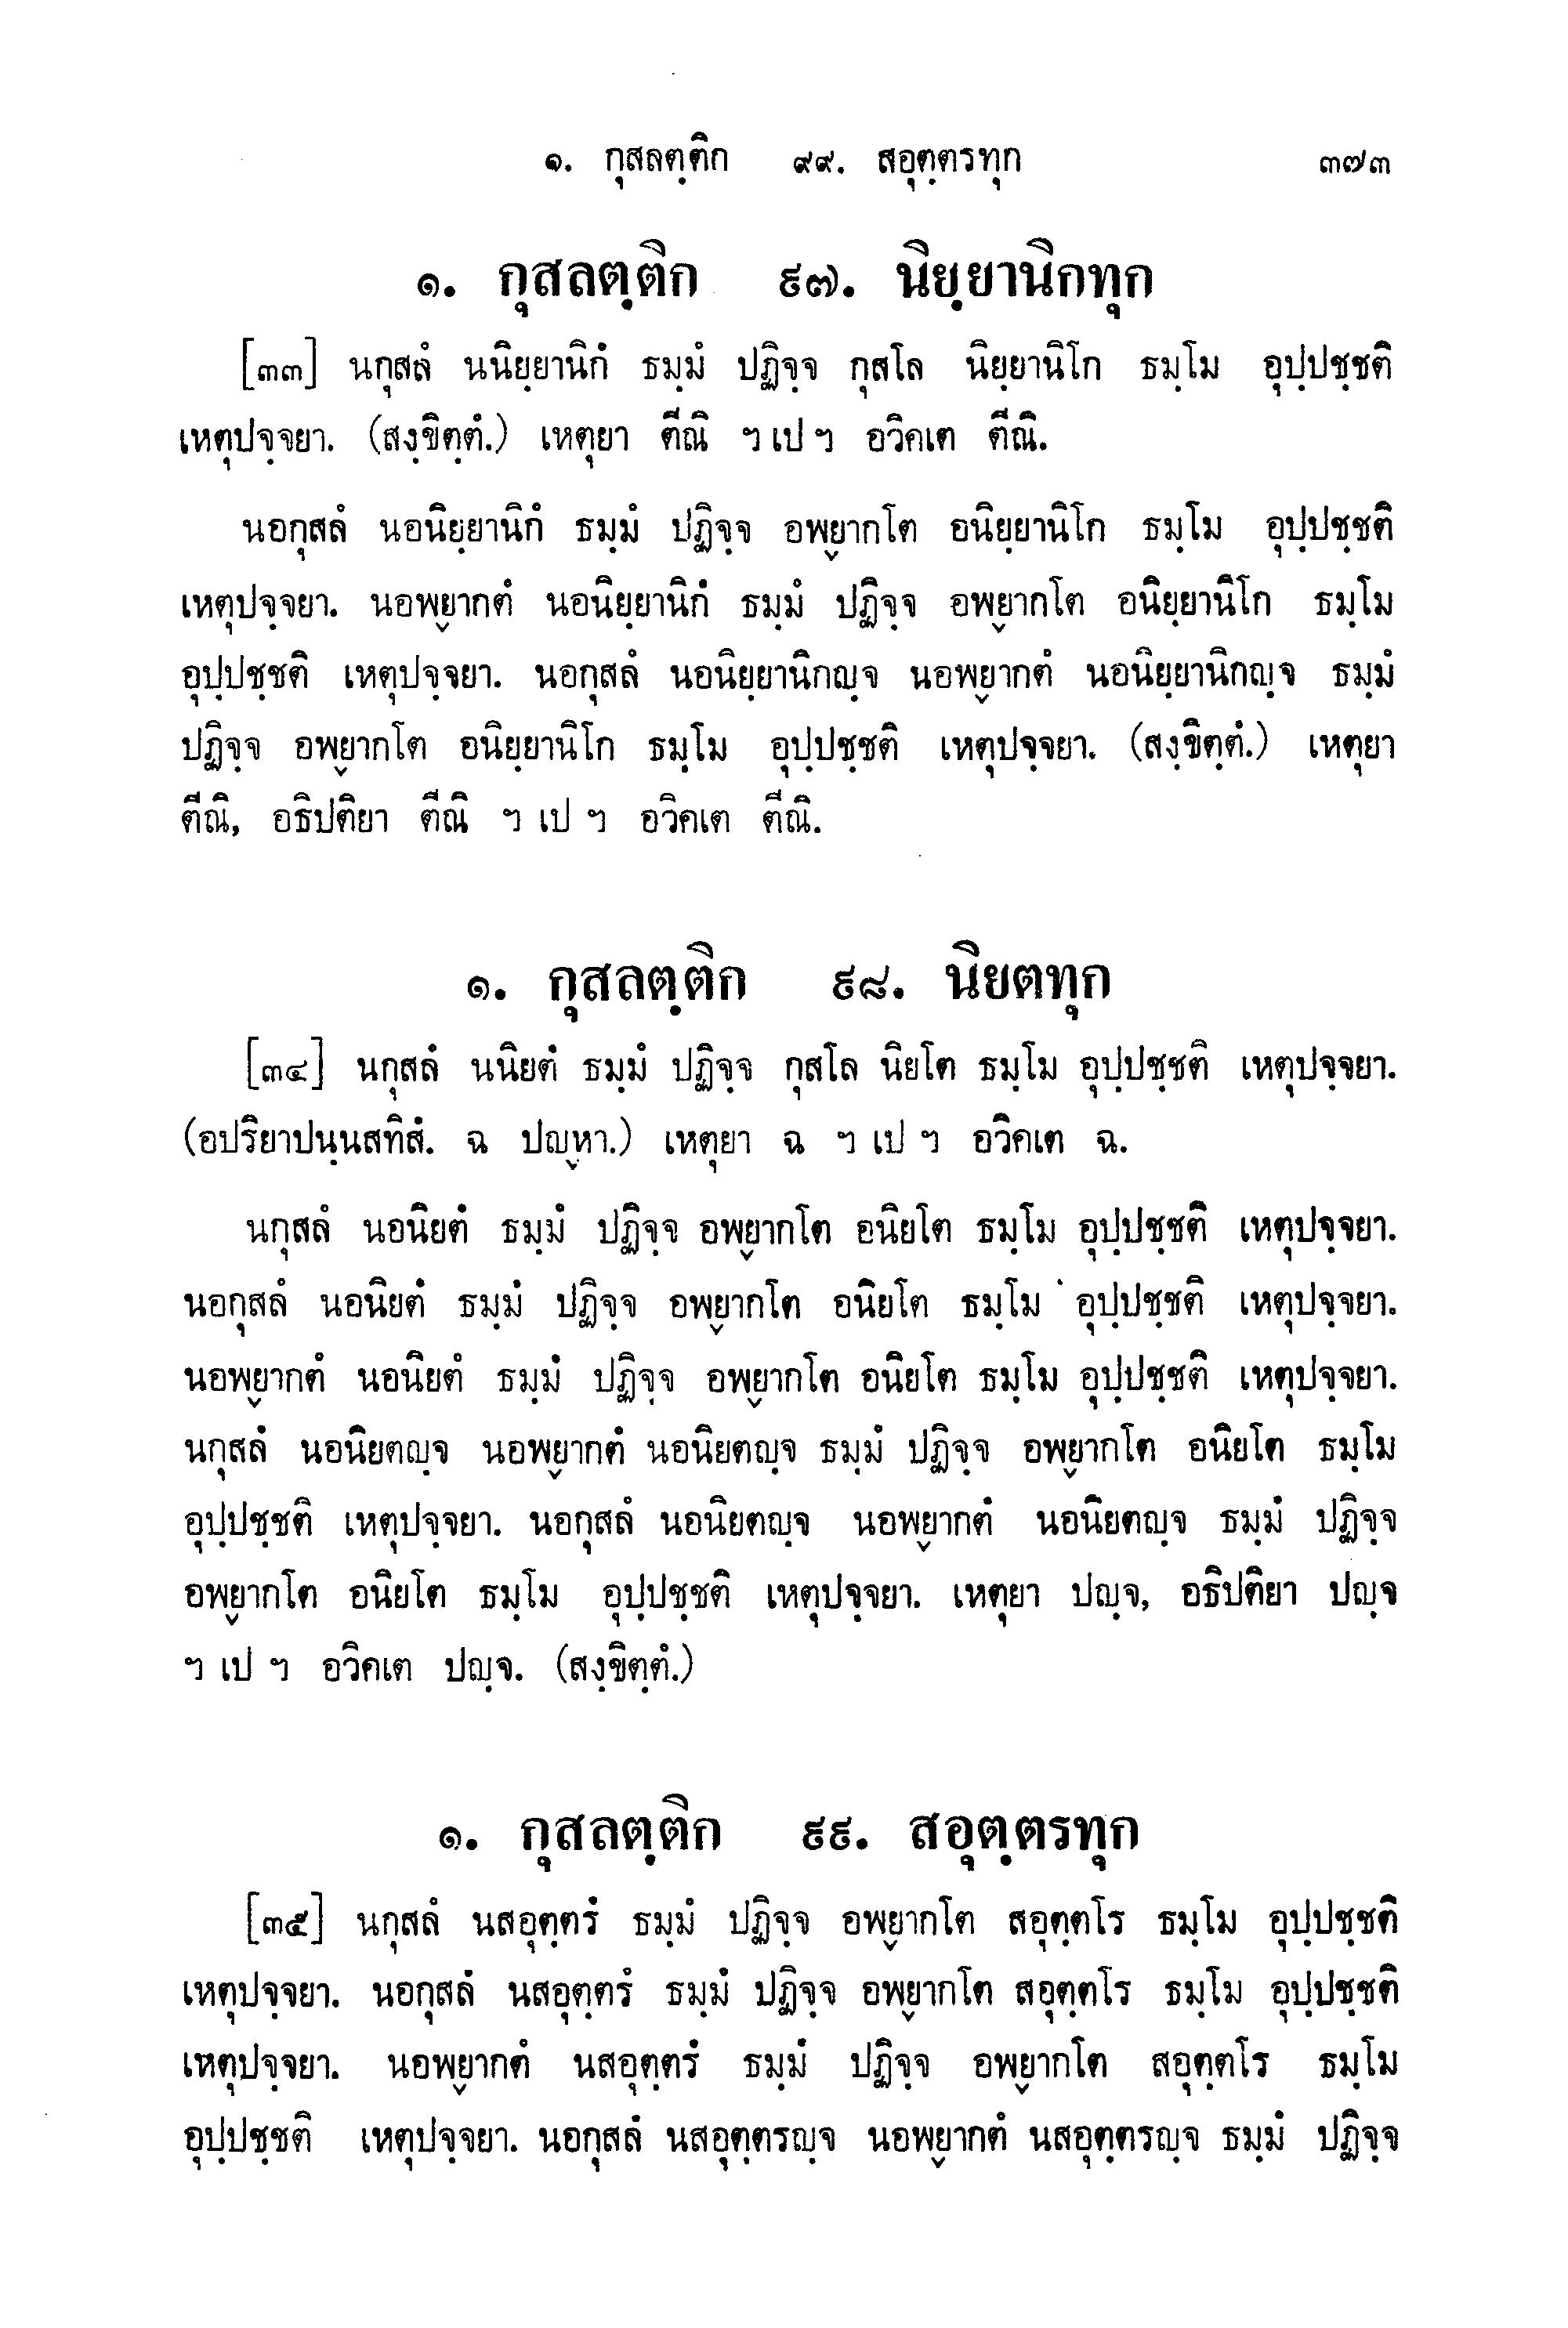 ๑. กุสลตฺติก ๙๙. สอุตฺตรทุก ๓๗๓
๑. กุสลตฺติก ๙๗. นิยฺยานิกทุก
[๓๓] นกุสลํ นนิยฺยานิกํ ธมฺมํ ปฏิจฺจ กุสโล นิยฺยานิโก ธมฺโม อุปฺปชฺชติ
เหตุปจฺจยา. (สงฺขิตฺตํ.) เหตุยา ตีณิ ฯ เป ฯ อวิคเต ตีณิ.
นอกุสลํ นอนิยฺยานิกํ ธมฺมํ ปฏิจฺจ อพฺยากโต อนิยฺยานิโก ธมฺโม อุปฺปชฺชติ
เหตุปจฺจยา. นอพฺยากตํ นอนิยฺยานิกํ ธมฺมํ ปฏิจฺจ อพฺยากโต อนิยฺยานิโก ธมฺโม
อุปฺปชฺชติ เหตุปจฺจยา. นอกุสลํ นอนิยฺยานิกญฺจ นอพฺยากตํ นอนิยฺยานิกญฺจ ธมฺมํ
ปฏิจฺจ อพฺยากโต อนิยฺยานิโก ธมฺโม อุปฺปชฺชติ เหตุปจฺจยา. (สงฺขิตฺตํ.) เหตุยา
ตีณิ, อธิปติยา ตีณิ ฯ เป ฯ อวิคเต ตีณิ.
๑. กุสลตฺติก ๙๘. นิยตทุก
[๓๔] นกุสลํ นนิยตํ ธมฺมํ ปฏิจฺจ กุสโล นิยโต ธมฺโม อุปฺปชฺชติ เหตุปจฺจยา.
(อปริยาปนฺนสทิสํ. ฉ ปญฺหา.) เหตุยา ฉ ฯ เป ฯ อวิคเต ฉ.
นกุสลํ นอนิยตํ ธมฺมํ ปฏิจฺจ อพฺยากโต อนิยโต ธมฺโม อุปฺปชฺชติ เหตุปจฺจยา.
นอกุสลํ นอนิยตํ ธมฺมํ ปฏิจฺจ อพฺยากโต อนิยโต ธมฺโม อุปฺปชฺชติ เหตุปจฺจยา.
นอพฺยากตํ นอนิยตํ ธมฺมํ ปฏิจฺจ อพฺยากโต อนิยโต ธมฺโม อุปฺปชฺชติ เหตุปจฺจยา.
นกุสลํ นอนิยตญฺจ นอพฺยากตํ นอนิยตญฺจ ธมฺมํ ปฏิจฺจ อพฺยากโต อนิยโต ธมฺโม
อุปฺปชฺชติ เหตุปจฺจยา. นอกุสลํ นอนิยตญฺจ นอพฺยากตํ นอนิยตญฺจ ธมฺมํ ปฏิจฺจ
อพฺยากโต อนิยโต ธมฺโม อุปฺปชฺชติ เหตุปจฺจยา. เหตุยา ปญฺจ, อธิปติยา ปญฺจ
ฯ เป ฯ อวิคเต ปญฺจ. (สงฺขิตฺตํ.)
๑. กุสลตฺติก ๙๙. สอุตฺตรทุก
[๓๕] นกุสลํ นสอุตฺตรํ ธมฺมํ ปฏิจฺจ อพฺยากโต สอุตฺตโร ธมฺโม อุปฺปชฺชติ
เหตุปจฺจยา. นอกุสลํ นสอุตฺตรํ ธมฺมํ ปฏิจฺจ อพฺยากโต สอุตฺตโร ธมฺโม อุปฺปชฺชติ
เหตุปจฺจยา. นอพฺยากตํ นสอุตฺตรํ ธมฺมํ ปฏิจฺจ อพฺยากโต สอุตฺตโร ธมฺโม
อุปฺปชฺชติ เหตุปจฺจยา. นอกุสลํ นสอุตฺตรญฺจ นอพฺยากตํ นสอุตฺตรญฺจ ธมฺมํ ปฏิจฺจ